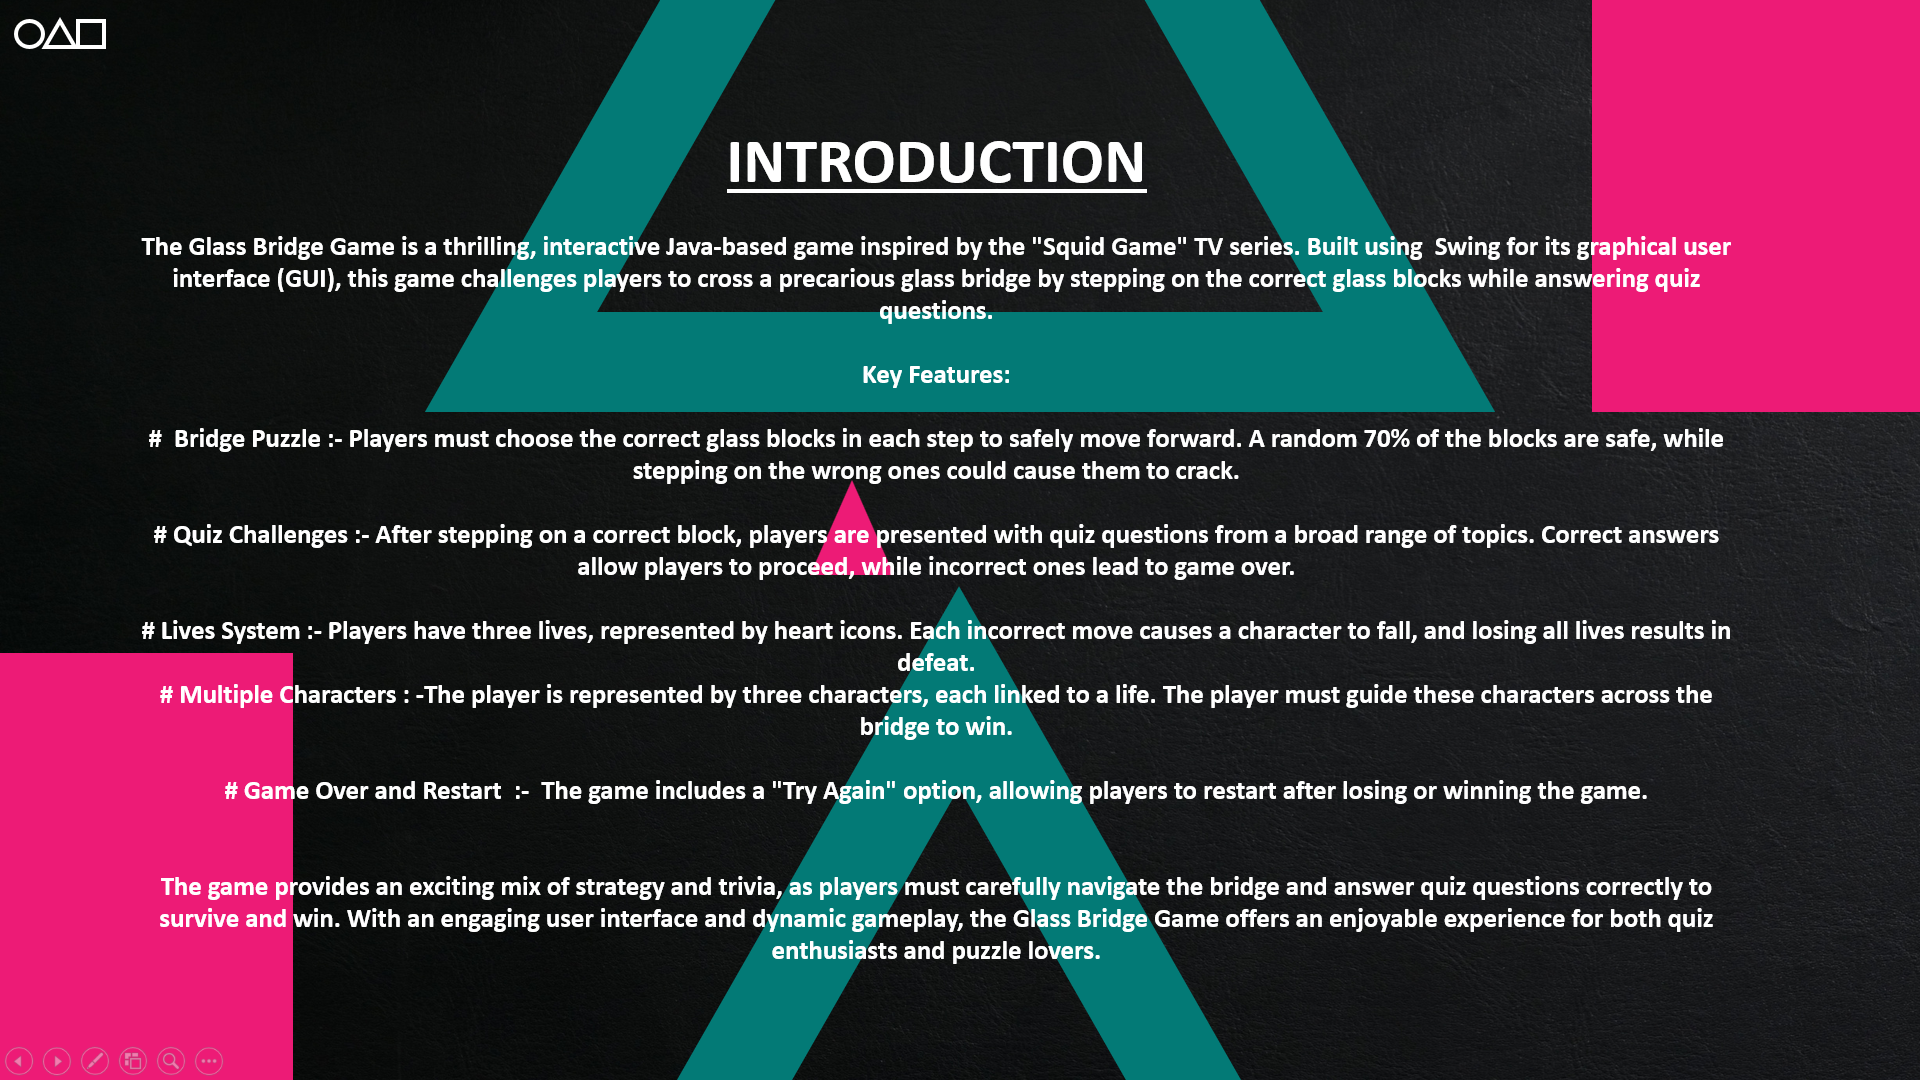 INTRODUCTION
The Glass Bridge Game is a thrilling, interactive Java-based game inspired by the "Squid Game" TV series. Built using  Swing for its graphical user
interface (GUI), this game challenges players to cross a precarious glass bridge by stepping on the correct glass blocks while answering quiz
questions.
Key Features:
#  Bridge Puzzle :- Players must choose the correct glass blocks in each step to safely move forward. A random 70% of the blocks are safe, while
stepping on the wrong ones could cause them to crack.
# Quiz Challenges :- After stepping on a correct block, players are presented with quiz questions from a broad range of topics. Correct answers
allow players to proceed, while incorrect ones lead to game over.
# Lives System :- Players have three lives, represented by heart icons. Each incorrect move causes a character to fall, and losing all lives results in
defeat.
# Multiple Characters : -The player is represented by three characters, each linked to a life. The player must guide these characters across the
bridge to win.
# Game Over and Restart  :-  The game includes a "Try Again" option, allowing players to restart after losing or winning the game.
The game provides an exciting mix of strategy and trivia, as players must carefully navigate the bridge and answer quiz questions correctly to
survive and win. With an engaging user interface and dynamic gameplay, the Glass Bridge Game offers an enjoyable experience for both quiz
enthusiasts and puzzle lovers.